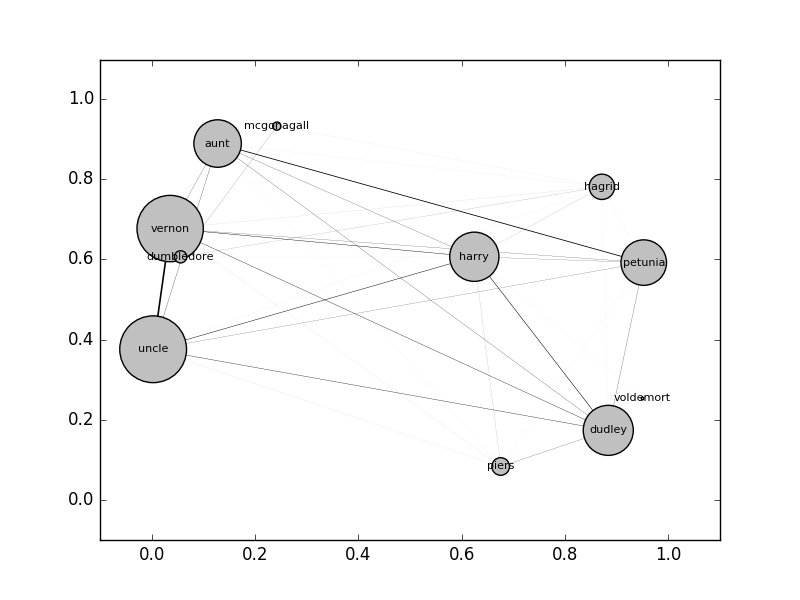 1.0
mcgonagall
aunt
0.8
hagrid
vernon
0.6
dumbledore
harry
petunia
0.4
uncle
voldemort
0.2
dudley
piers
0.0
0.0 0.2 0.4 0.6 0.8 1.0